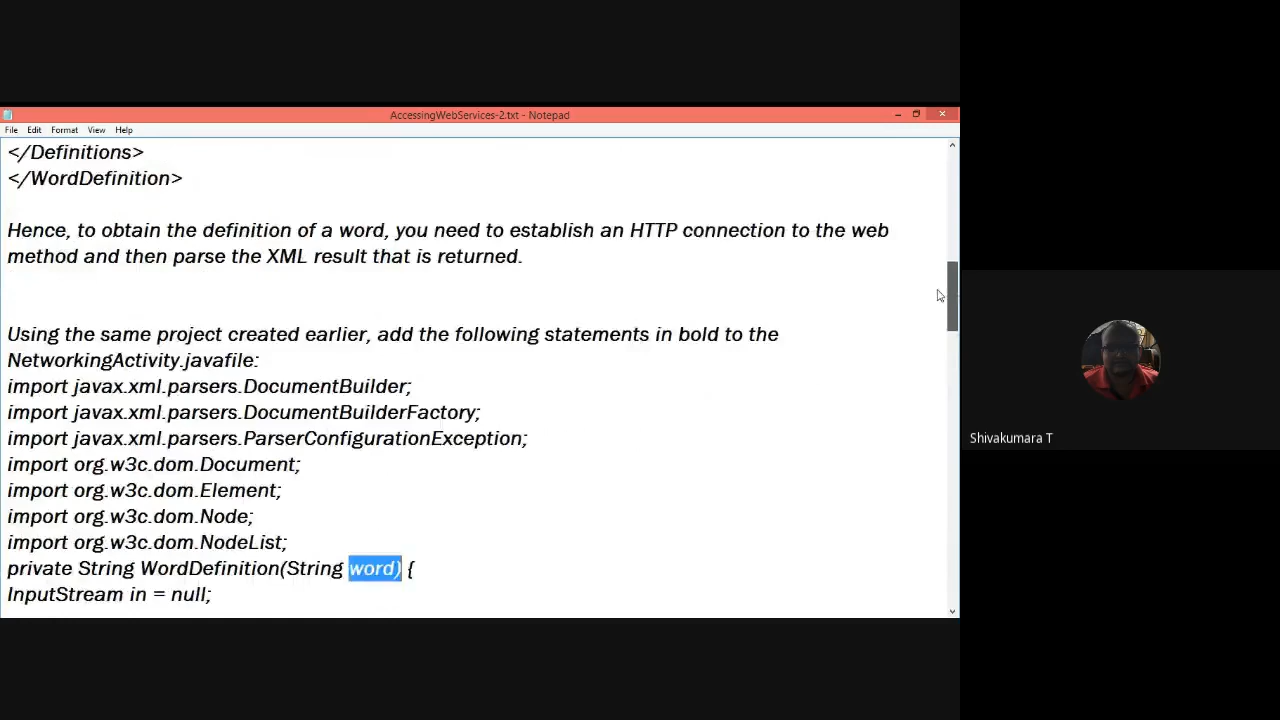 AccessingWebServices-2.txt - Notepad
File Edit Format View Help
</Definitions>
</WordDefinition>
Hence, to obtain the definition of a word, you need to establish an HTTP connection to the web
method and then parse the XML result that is returned.
Using the same project created earlier, add the following statements in bold to the
NetworkingActivity.javafile:
import javax.xml.parsers.DocumentBuilder;
import javax.xml.parsers.DocumentBuilderFactory;
import javax.xml.parsers.ParserConfigurationException;
import org.w3c.dom.Document;
import org.w3c.dom.Element;
import org.w3c.dom.Node;
import org.w3c.dom.NodeList;
private String WordDefinition(String word) {
InputStream in = null;
Shivakumara T